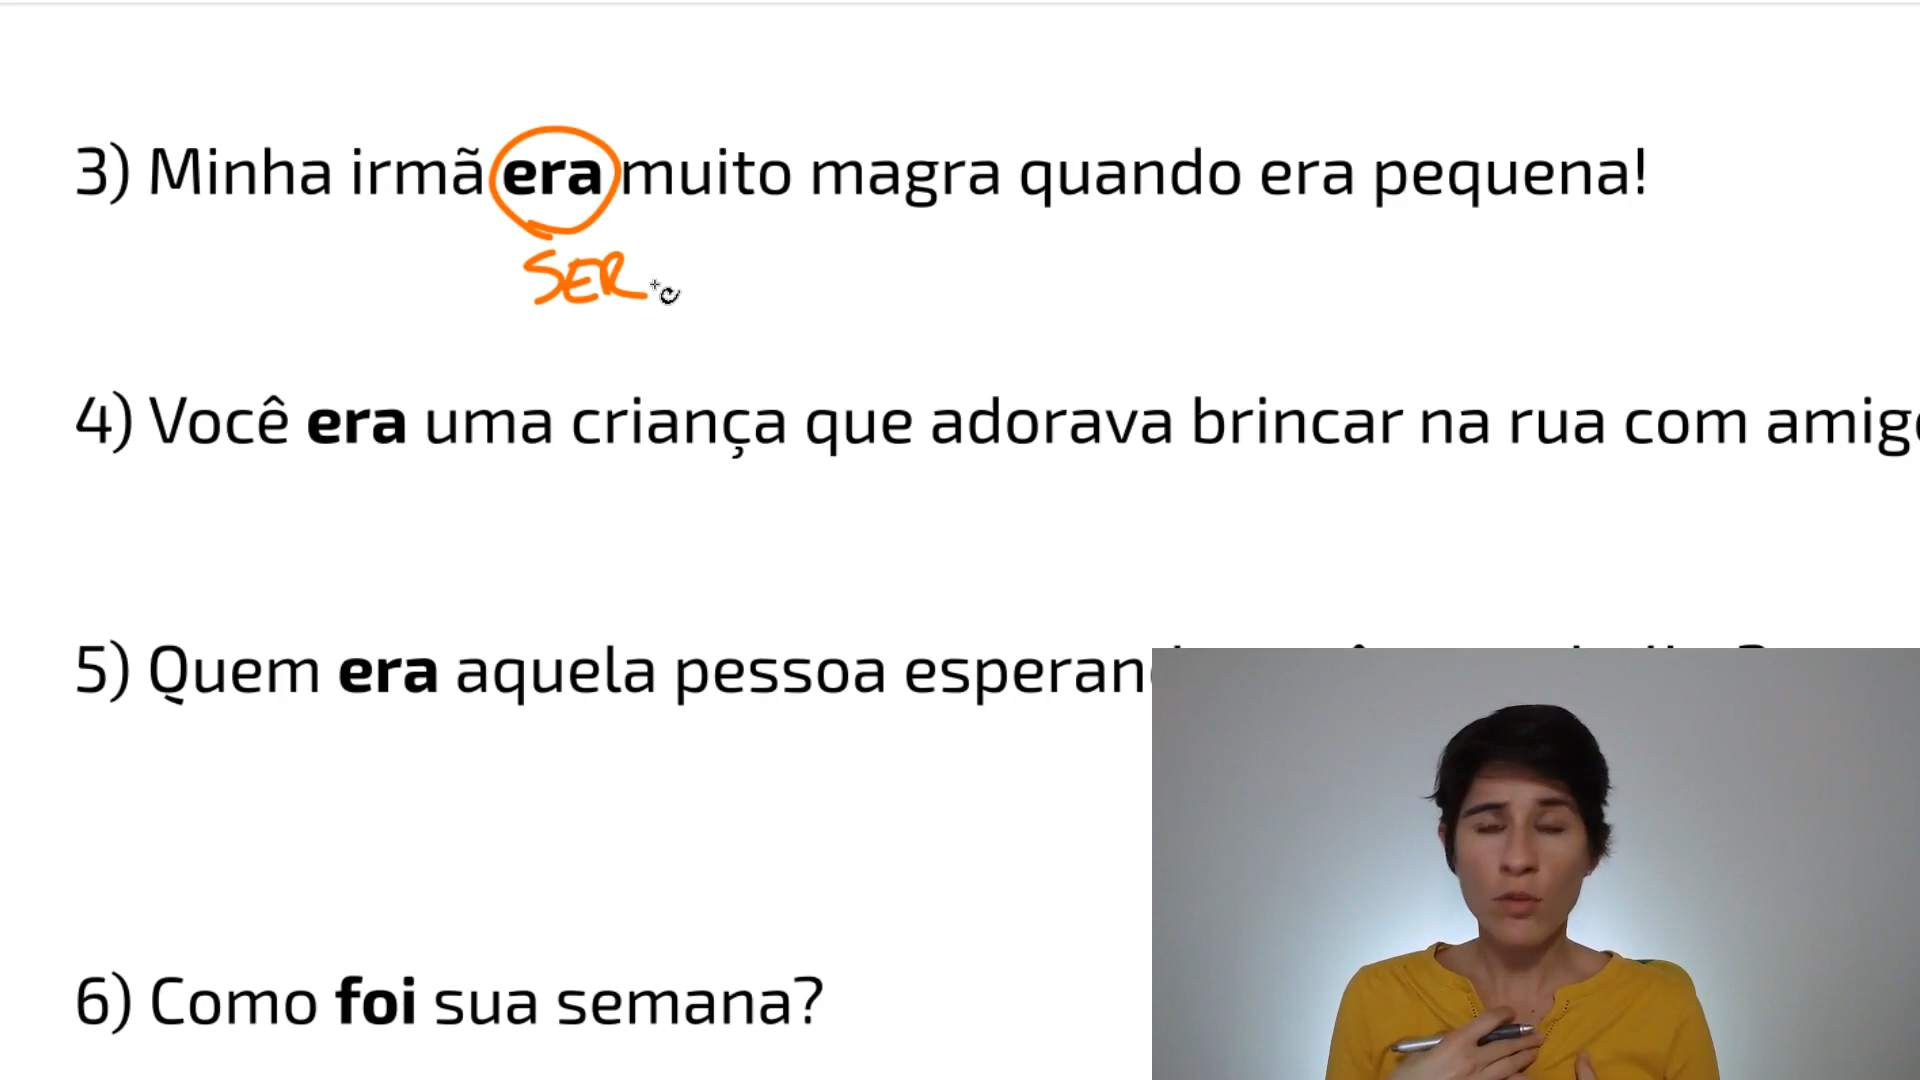 3) Minha irmã era muito magra quando era pequena!
SER
4) Você era uma criança que adorava brincar na rua com
5) Quem era aquela pessoa
6) Como foi sua semana?